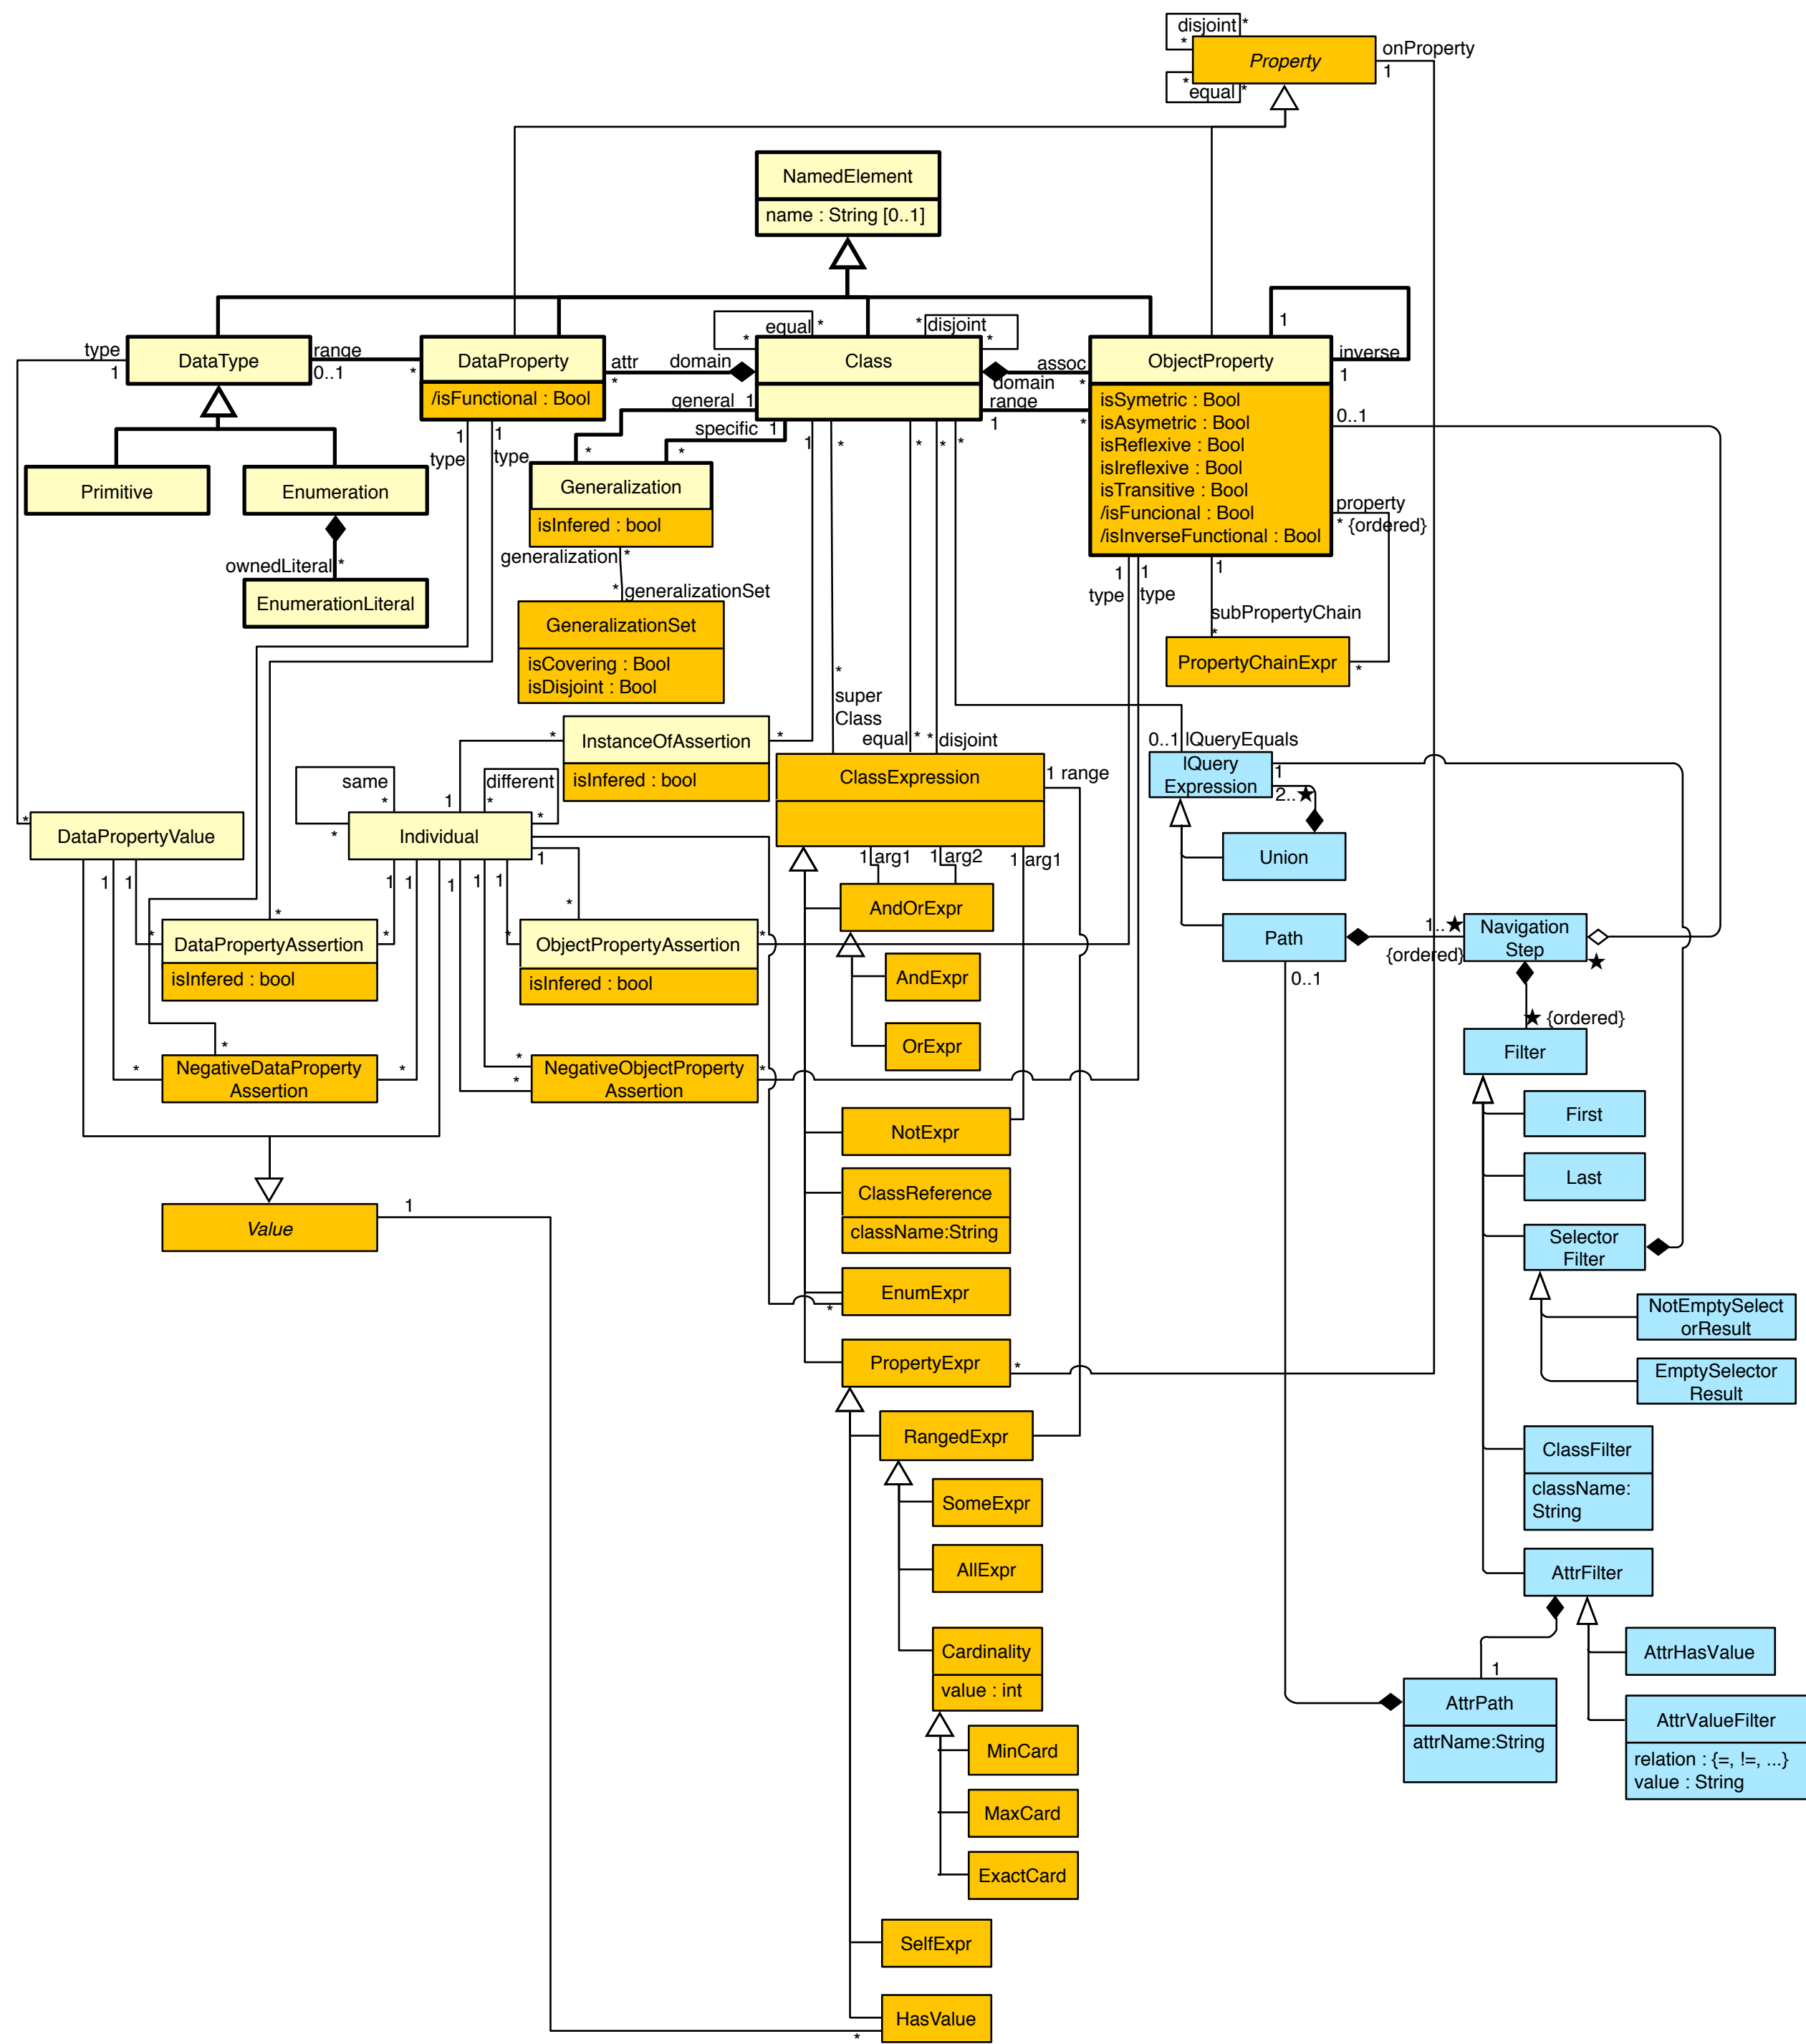 disjoint *
*
Property
onProperty
1
*
equal *
NamedElement
name : String [0..1]
type
1
DataType
range
0..1
*
DataProperty
/isFunctional : Bool
attr
*
domain
equal *
*
* disjoint
*
Class
assoc
domain *
range
1
*
general 1
specific 1
ObjectProperty
isSymetric : Bool
isAsymetric : Bool
isReflexive : Bool
isIreflexive : Bool
isTransitive : Bool
/isFuncional : Bool
/isInverseFunctional : Bool
1
inverse
1
0..1
property
* {ordered}
Primitive
Enumeration
ownedLiteral *
EnumerationLiteral
1
type
1
type
*
*
Generalization
isInfered : bool
generalization *
* generalizationSet
GeneralizationSet
isCovering : Bool
isDisjoint : Bool
1
*
*
*
*
*
super
Class
equal *
* disjoint
1
type
1
type
1
subPropertyChain
*
PropertyChainExpr
*
*
InstanceOfAssertion
isInfered : bool
*
same
*
*
different
*
*
1
ClassExpression
1 range
0..1 lQueryEquals
lQuery
Expression
1
2..★
Union
*
DataPropertyValue
Individual
1
1 arg1
1 arg2
1 arg1
1
1
1
1
1
1
1
*
*
*
DataPropertyAssertion
isInfered : bool
*
*
ObjectPropertyAssertion
isInfered : bool
*
AndOrExpr
AndExpr
OrExpr
Path
0..1
1..★
{ordered}
Navigation
Step
★
★ {ordered}
Filter
*
*
NegativeDataProperty
Assertion
*
*
*
NegativeObjectProperty
Assertion
*
NotExpr
First
Last
Value
1
ClassReference
className:String
Selector
Filter
EnumExpr
*
NotEmptySelect
orResult
PropertyExpr
*
EmptySelector
Result
RangedExpr
ClassFilter
className:
String
SomeExpr
AllExpr
AttrFilter
Cardinality
value : int
AttrHasValue
1
AttrPath
attrName:String
AttrValueFilter
relation : {=, !=, ...}
value : String
MinCard
MaxCard
ExactCard
SelfExpr
HasValue
*